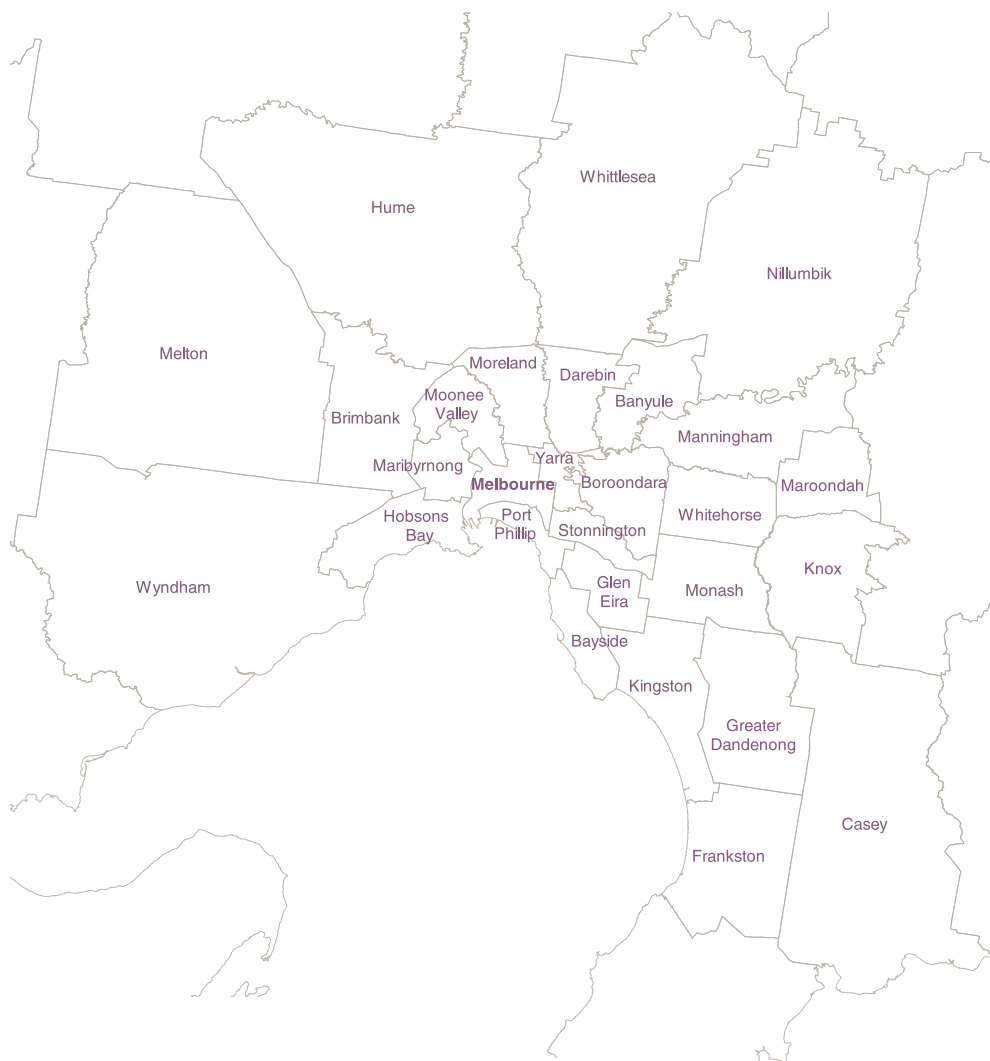 Whittlesea
Hume
Nillumbik
Melton
Moreland
Darebin
Moonee
Valley
Banyule
Brimbank
Manningham
Yarra
Maribyrnong
Melbourne
Boroondara
Maroondah
Hobsons
Bay
Port
Phillip
Stonnington
Whitehorse
Knox
Wyndham
Glen
Eira
Monash
Bayside
Kingston
Greater
Dandenong
Casey
Frankston